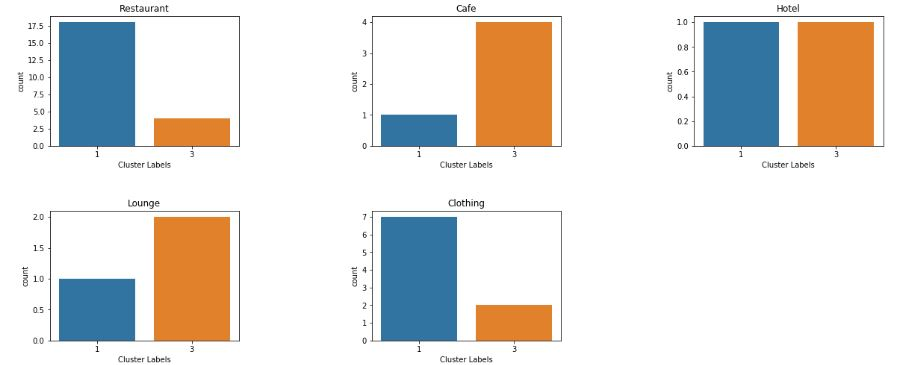 Restaurant
17.5
15.0
12.5
10.0
7.5
5.0
2.5
0.0
count
1 3
Cluster Labels
Cafe
4
3
2
1
0
count
1 3
Cluster Labels
Hotel
1.0
0.8
0.6
0.4
0.2
0.0
count
1 3
Cluster Labels
Lounge
2.0
1.5
1.0
0.5
0.0
count
1 3
Cluster Labels
Clothing
7
6
5
4
3
2
1
0
count
1 3
Cluster Labels